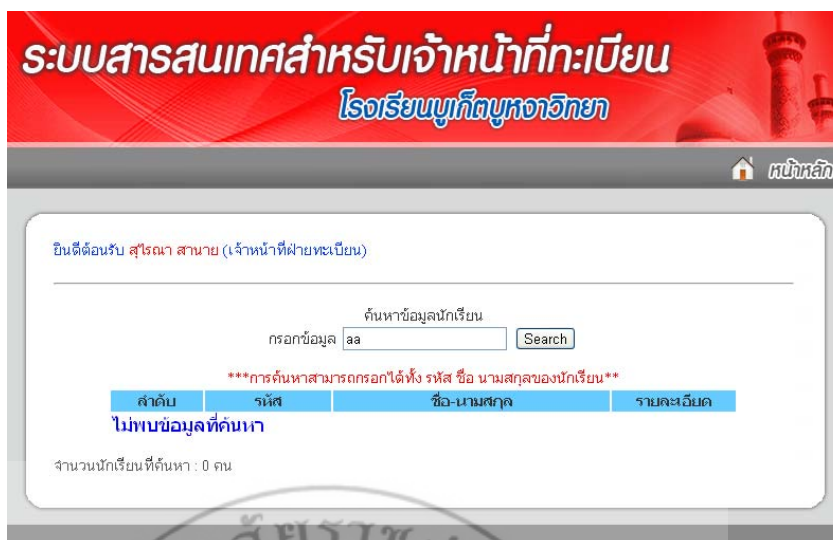 ระบบสารสนเทศสำหรับเจ้าหน้าที่ทะเบียน
โรงเรียนบูเก็ตบูหงาวิทยา
หน้าหลัก
ยินดีต้อนรับ สุไรณา สานาย (เจ้าหน้าที่ฝ่ายทะเบียน)
ค้นหาข้อมูลนักเรียน
กรอกข้อมูล aa Search
***การค้นหาสามารถกรอกได้ทั้ง รหัส ชื่อ นามสกุลของนักเรียน**
ลำดับ รหัส ชื่อ-นามสกุล รายละเอียด
ไม่พบข้อมูลที่ค้นหา
จำนวนนักเรียนที่ค้นหา : 0 คน